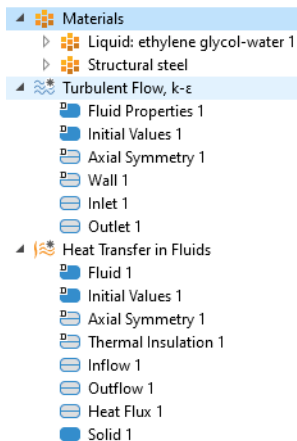 Materials
Liquid: ethylene glycol-water 1
Structural steel
Turbulent Flow, k-ε
Fluid Properties 1
Initial Values 1
Axial Symmetry 1
Wall 1
Inlet 1
Outlet 1
Heat Transfer in Fluids
Fluid 1
Initial Values 1
Axial Symmetry 1
Thermal Insulation 1
Inflow 1
Outflow 1
Heat Flux 1
Solid 1